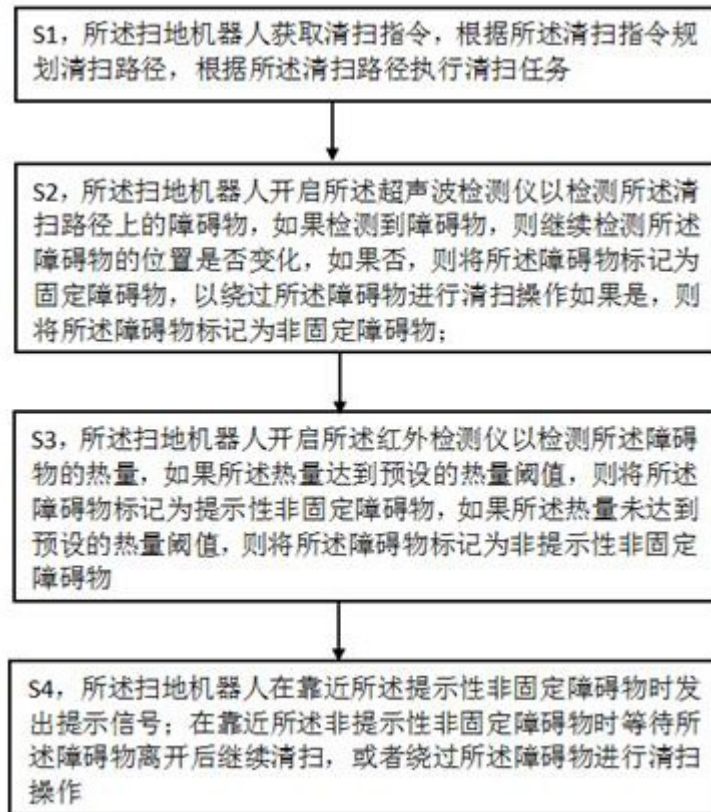 S1，所述扫地机器人获取清扫指令，根据所述清扫指令规
划清扫路径，根据所述清扫路径执行清扫任务
S2，所述扫地机器人开启所述超声波检测仪以检测所述清
扫路径上的障碍物，如果检测到障碍物，则继续检测所述
障碍物的位置是否变化，如果否，则将所述障碍物标记为
固定障碍物，以绕过所述障碍物进行清扫操作如果是，则
将所述障碍物标记为非固定障碍物；
S3，所述扫地机器人开启所述红外检测仪以检测所述障碍
物的热量，如果所述热量达到预设的热量阈值，则将所述
障碍物标记为提示性非固定障碍物，如果所述热量未达到
预设的热量阈值，则将所述障碍物标记为非提示性非固定
障碍物
S4，所述扫地机器人在靠近所述提示性非固定障碍物时发
出提示信号；在靠近所述非提示性非固定障碍物时等待所
述障碍物离开后继续清扫，或者绕过所述障碍物进行清扫
操作